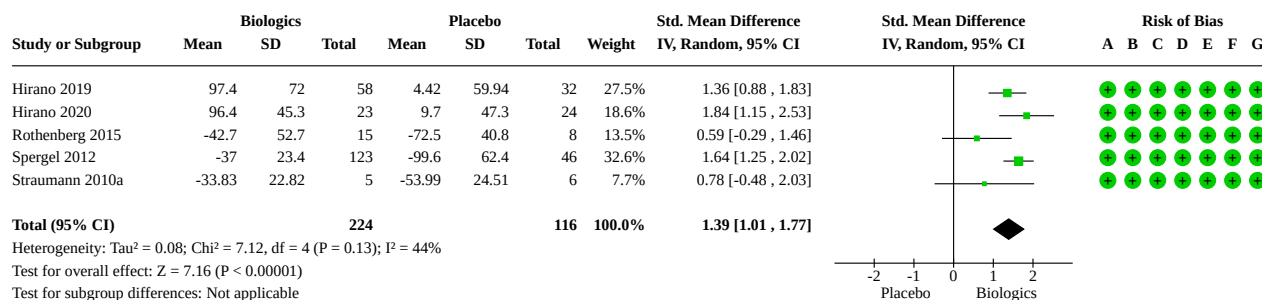 Biologics Placebo Std. Mean Difference Std. Mean Difference Risk of Bias
Study or Subgroup Mean SD Total Mean SD Total Weight IV, Random, 95% CI IV, Random, 95% CI A B C D E F G
Hirano 2019 97.4 72 58 4.42 59.94 32 27.5% 1.36 [0.88 , 1.83] + + + + + + +
Hirano 2020 96.4 45.3 23 9.7 47.3 24 18.6% 1.84 [1.15 , 2.53] + + + + + + +
Rothenberg 2015 -42.7 52.7 15 -72.5 40.8 8 13.5% 0.59 [-0.29 , 1.46] + + + + + + +
Spergel 2012 -37 23.4 123 -99.6 62.4 46 32.6% 1.64 [1.25 , 2.02] + + + + + + +
Straumann 2010a -33.83 22.82 5 -53.99 24.51 6 7.7% 0.78 [-0.48 , 2.03] + + + + + + +
Total (95% CI) 224 116 100.0% 1.39 [1.01 , 1.77]
Heterogeneity: Tau² = 0.08; Chi² = 7.12, df = 4 (P = 0.13); I² = 44%
Test for overall effect: Z = 7.16 (P < 0.00001) -2 -1 0 1 2
Test for subgroup differences: Not applicable Placebo Biologics